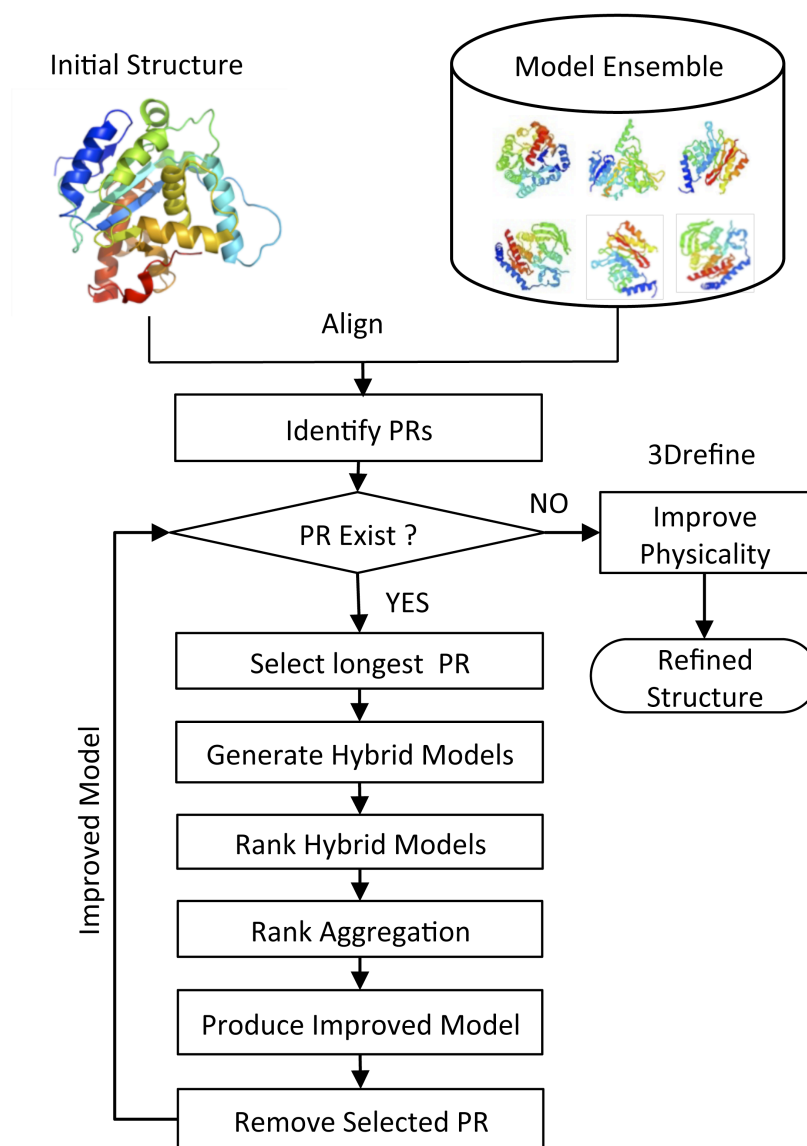 Initial Structure
Model Ensemble
Align
Identify PRs
3Drefine
PR Exist ?
NO
Improve
Physicality
YES
Select longest PR
Refined
Structure
Generate Hybrid Models
Rank Hybrid Models
Improved Model
Rank Aggregation
Produce Improved Model
Remove Selected PR